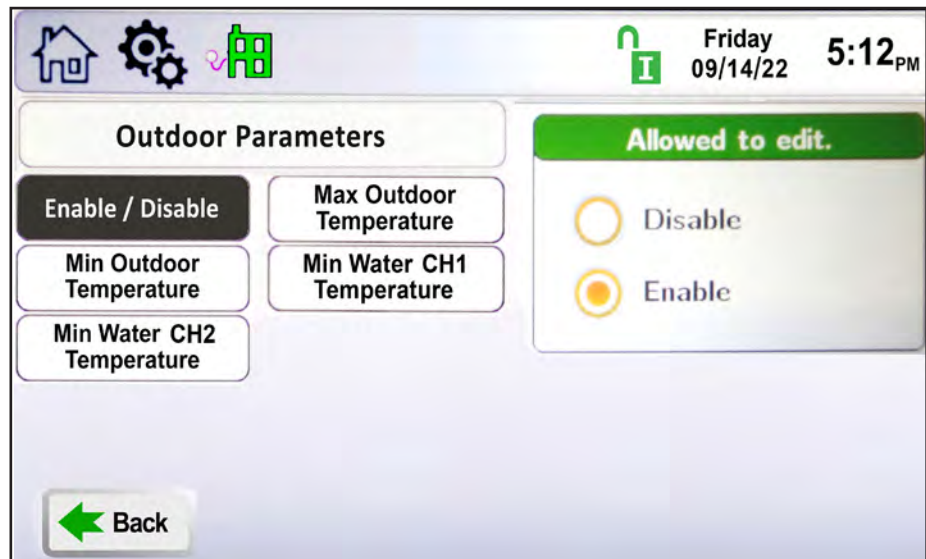 I
Friday
09/14/22
5:12PM
Outdoor Parameters
Allowed to edit.
Enable / Disable
Max Outdoor
Temperature
Disable
Min Outdoor
Temperature
Min Water CH1
Temperature
Enable
Min Water CH2
Temperature
Back